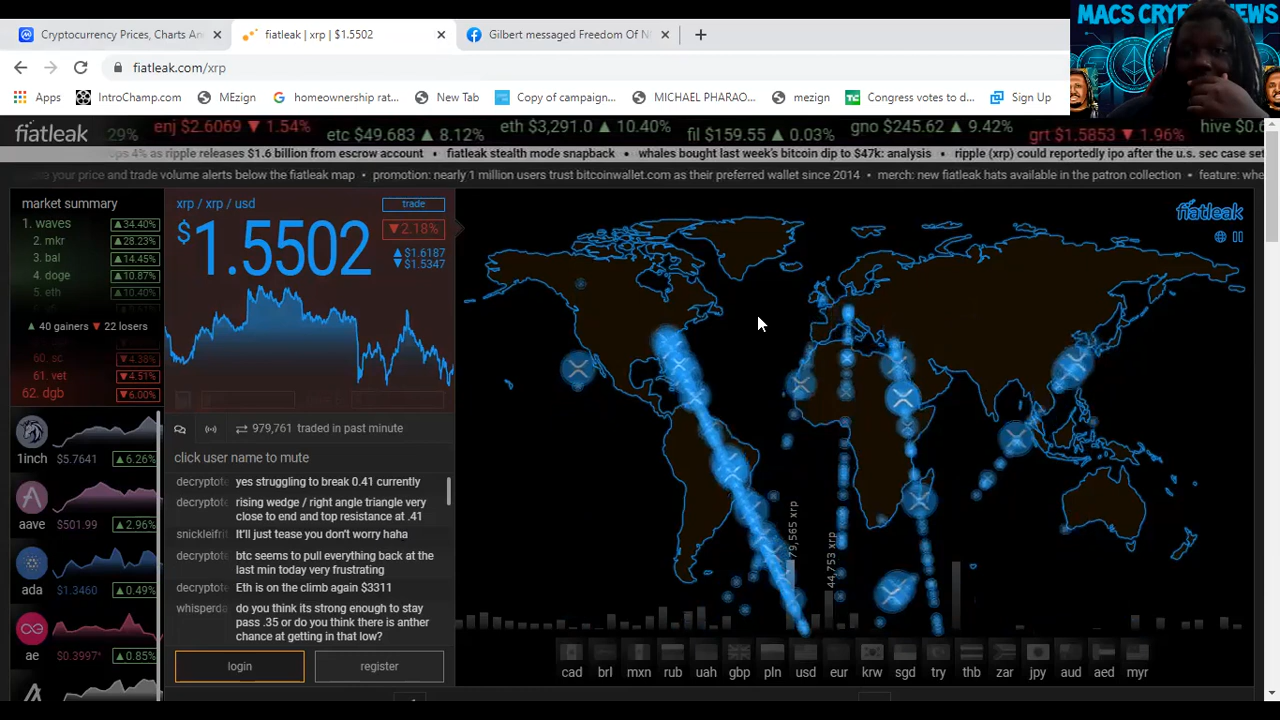 MACS CRYP NEWS
Cryptocurrency Prices, Charts An
fiatleak | xrp | $1.5502
Gilbert messaged Freedom Of N
fiatleak.com/xrp
Apps
IntroChamp.com
MEzign
homeownership rat...
New Tab
Copy of campaign...
MICHAEL PHARAO...
mezign
Congress votes to d...
Sign Up
fiatleak
29% enj $2.6069 ▼ 1.54% etc $49.683 ▲ 8.12% eth $3,291.0 ▲ 10.40% fil $159.55 ▲ 0.03% gno $245.62 ▲ 9.42% grt $1.5853 ▼ 1.96% hive $0.6
ops 4% as ripple releases $1.6 billion from escrow account • fiatleak stealth mode snapback • whales bought last week's bitcoin dip to $47k: analysis • ripple (xrp) could reportedly ipo after the u.s. sec case set
your price and trade volume alerts below the fiatleak map • promotion: nearly 1 million users trust bitcoinwallet.com as their preferred wallet since 2014 • merch: new fiatleak hats available in the patron collection • feature: whe
market summary
1. waves ▲34.40%
2. mkr ▲28.23%
3. bal ▲14.45%
4. doge ▲10.87%
5. eth ▲10.40%
▲ 40 gainers ▼ 22 losers
60. sc ▼4.38%
61. vet ▼4.51%
62. dgb ▼6.00%
xrp / xrp / usd
trade
$1.5502
▼2.18%
▲$1.6187
▼$1.5347
979,761 traded in past minute
click user name to mute
decryptote yes struggling to break 0.41 currently
decryptote rising wedge / right angle triangle very
close to end and top resistance at .41
snickleifri It'll just tease you don't worry haha
decryptote btc seems to pull everything back at the
last min today very frustrating
decryptote Eth is on the climb again $3311
whisperda do you think its strong enough to stay
pass .35 or do you think there is anther
chance at getting in that low?
login
register
1inch
$5.7641 ▲6.26%
aave
$501.99 ▲2.96%
ada
$1.3460 ▲0.49%
ae
$0.3997* ▲0.85%
fiatleak
79,565 xrp
44,753 xrp
cad brl mxn rub uah gbp pln usd eur krw sgd try thb zar jpy aud aed myr